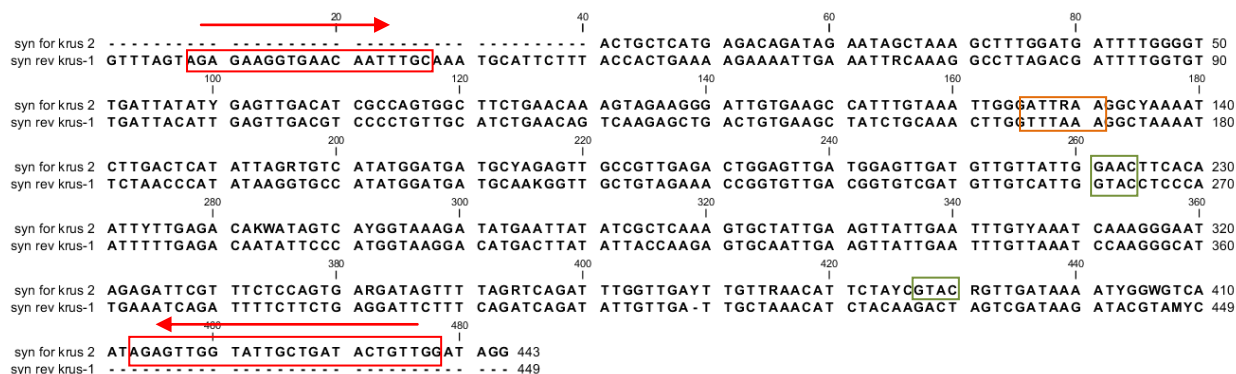 20 40 60 80
syn for krus 2 - - - - - - - - - - - - - - - - - - - - - - - - - - - - - - - - - - - - - - - - ACTGCTCATG AGACAGATAG AATAGCTAAA GCTTTGGATG ATTTTGGGGT 50
syn rev krus-1 GTTTAGTAGA GAAGGTGAAC AATTTGCAAA TGCATTCTTT ACCACTGAAA AGAAAATTGA AATTRCAAAG GCCTTAGACG ATTTTGGTGT 90
100 120 140 160 180
syn for krus 2 TGATTATATY GAGTTGACAT CGCCAGTGGC TTCTGAACAA AGTAGAAGGG ATTGTGAAGC CATTTGTAAA TTGGGATTRA AGGCYAAAAT 140
syn rev krus-1 TGATTACATT GAGTTGACGT CCCCTGTTGC ATCTGAACAG TCAAGAGCTG ACTGTGAAGC TATCTGCAAA CTTGGTTTAA AGGCTAAAAT 180
200 220 240 260
syn for krus 2 CTTGACTCAT ATTAGRTGTC ATATGGATGA TGCYAGAGTT GCCGTTGAGA CTGGAGTTGA TGGAGTTGAT GTTGTTATTG GAACTTCACA 230
syn rev krus-1 TCTAACCCAT ATAAGGTGCC ATATGGATGA TGCAAKGGTT GCTGTAGAAA CCGGTGTTGA CGGTGTCGAT GTTGTCATTG GTACCTCCCA 270
280 300 320 340 360
syn for krus 2 ATTYTTGAGA CAKWATAGTC AYGGTAAAGA TATGAATTAT ATCGCTCAAA GTGCTATTGA AGTTATTGAA TTTGTYAAAT CAAAGGGAAT 320
syn rev krus-1 ATTTTTGAGA CAATATTCCC ATGGTAAGGA CATGACTTAT ATTACCAAGA GTGCAATTGA AGTTATTGAA TTTGTTAAAT CCAAGGGCAT 360
380 400 420 440
syn for krus 2 AGAGATTCGT TTCTCCAGTG ARGATAGTTT TAGRTCAGAT TTGGTTGAYT TGTTRAACAT TCTAYCGTAC RGTTGATAAA AATYGGWGTCA 410
syn rev krus-1 TGAAATCAGA TTTTCTTCTG AGGATTCTTT CAGATCAGAT ATTGTTGA-T TGCTAAACAT CTACAAGACT AGTCGATAAG ATACGTAMYC 449
460 480
syn for krus 2 ATAGAGTTGG TATTGCTGAT ACTGTTGGAT AGG 443
syn rev krus-1 - - - - - - - - - - - - - - - - - - - - - - - - - - - - - - - - - 449